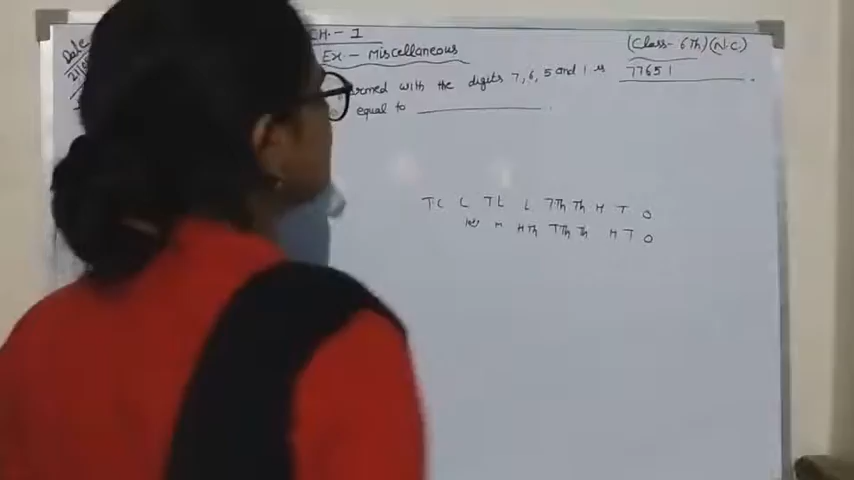 CH. - 1
(Class - 6th) (N.C.)
Date
Ex - Miscellaneous
with the digits 7, 6, 5 and 1 is 77651
equal to
TC C TL L TTh Th H T O
M HTh TTh Th H T O